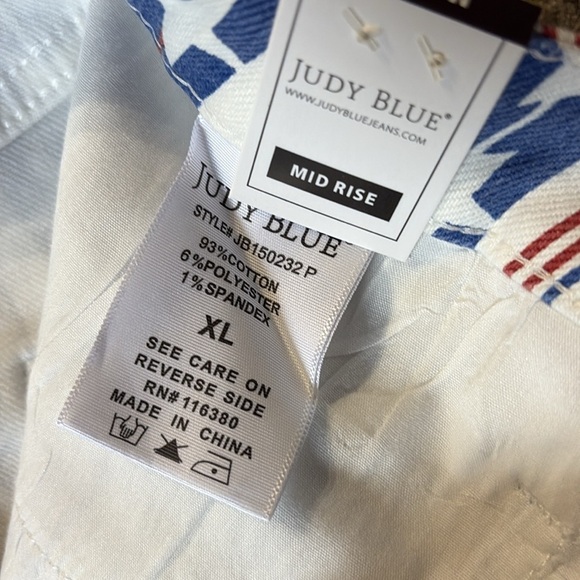 JUDY BLUE®
WWW.JUDYBLUEJEANS.COM
MID RISE
JUDY BLUE
STYLE# JB150232 P
93%COTTON
6%POLYESTER
1%SPANDEX
XL
SEE CARE ON
REVERSE SIDE
RN# 116380
MADE IN CHINA